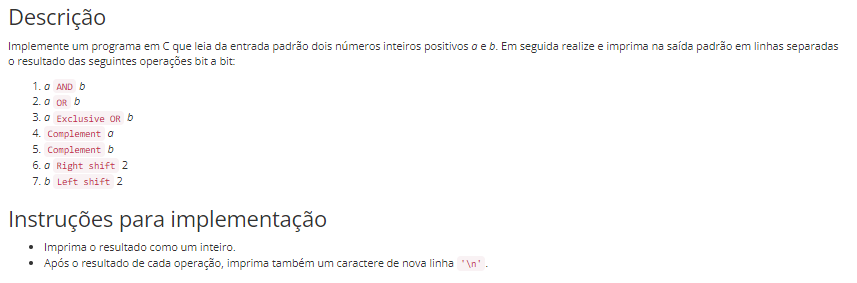 Descrição
Implemente um programa em C que leia da entrada padrão dois números inteiros positivos a e b. Em seguida realize e imprima na saída padrão em linhas separadas
o resultado das seguintes operações bit a bit:
1. a AND b
2. a OR b
3. a Exclusive OR b
4. Complement a
5. Complement b
6. a Right shift 2
7. b Left shift 2
Instruções para implementação
• Imprima o resultado como um inteiro.
• Após o resultado de cada operação, imprima também um caractere de nova linha '\n'.